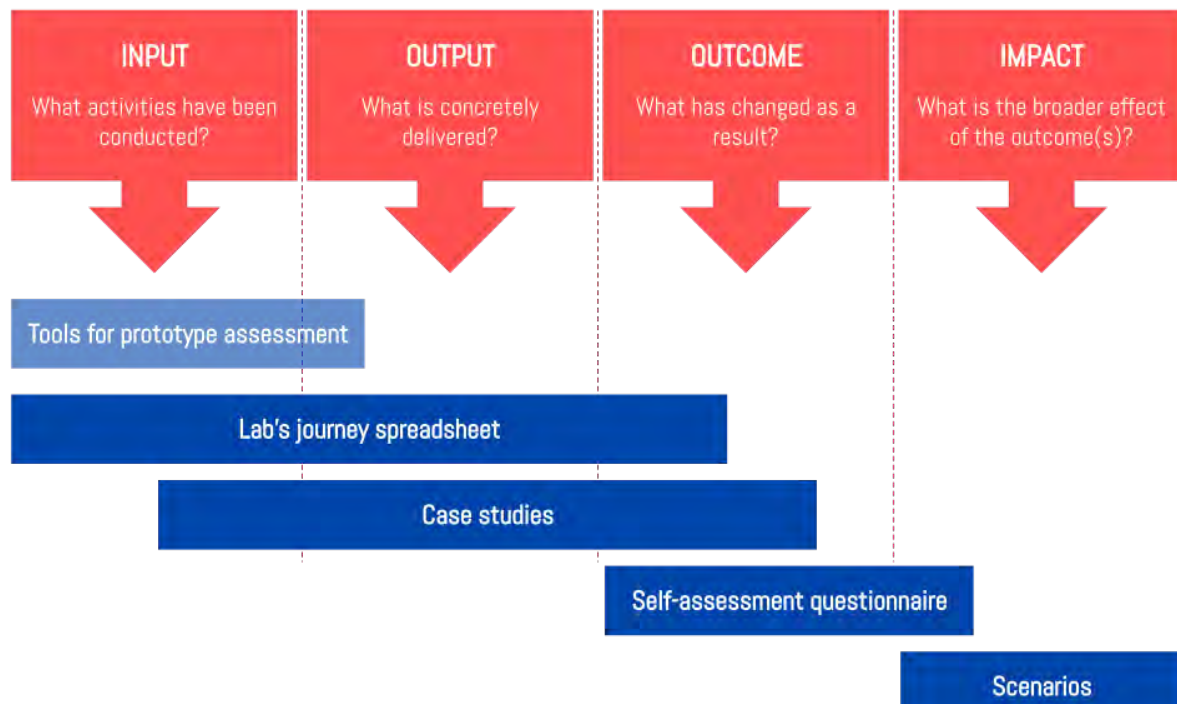 INPUT
What activities have been
conducted?
OUTPUT
What is concretely
delivered?
OUTCOME
What has changed as a
result?
IMPACT
What is the broader effect
of the outcome(s)?
Tools for prototype assessment
Lab's journey spreadsheet
Case studies
Self-assessment questionnaire
Scenarios